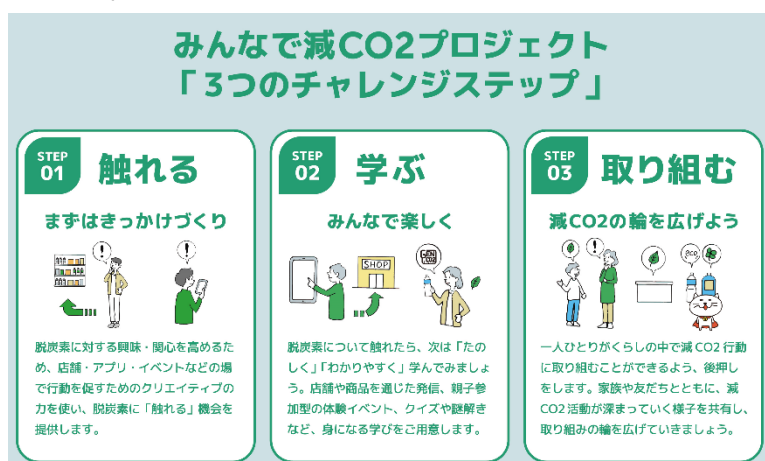 みんなで減CO2プロジェクト
「3つのチャレンジステップ」
STEP
01
触れる
まずはきっかけづくり
!
!
脱炭素に対する興味・関心を高めるた
め、店舗・アプリ・イベントなどの場
で行動を促すためのクリエイティブの
力を使い、脱炭素に「触れる」機会を
提供します。
STEP
02
学ぶ
みんなで楽しく
SHOP
脱炭素について触れたら、次は「たの
しく」「わかりやすく」学んでみましょ
う。店舗や商品を通じた発信、親子参
加型の体験イベント、クイズや謎解き
など、身になる学びをご用意します。
STEP
03
取り組む
減CO2の輪を広げよう
!
eco
一人ひとりがくらしの中で減CO2行動
に取り組むことができるよう、後押し
をします。家族や友だちとともに、減
CO2活動が深まっていく様子を共有し、
取り組みの輪を広げていきましょう。